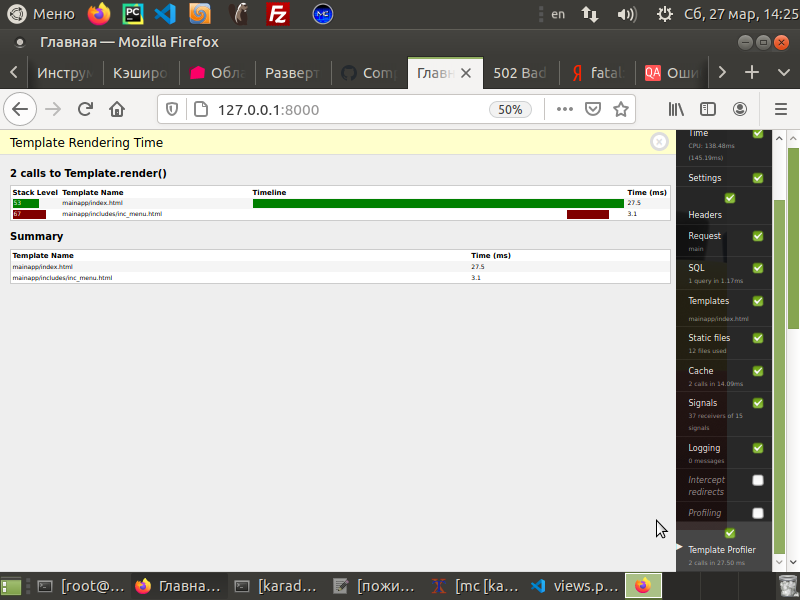 Меню
en
Сб, 27 мар, 14:25
Главная — Mozilla Firefox
Инструм
Кэширо
Обла
Разверт
Comp
Главн
502 Bad
fatal
Оши
127.0.0.1:8000
50%
Template Rendering Time
2 calls to Template.render()
Stack Level Template Name Timeline Time (ms)
53 mainapp/index.html 27.5
67 mainapp/includes/inc_menu.html 3.1
Summary
Template Name Time (ms)
mainapp/index.html 27.5
mainapp/includes/inc_menu.html 3.1
Time
CPU: 138.48ms
(145.19ms)
Settings
Headers
Request
main
SQL
1 query in 1.17ms
Templates
mainapp/index.html
Static files
12 files used
Cache
2 calls in 14.09ms
Signals
37 receivers of 15
signals
Logging
0 messages
Intercept
redirects
Profiling
Template Profiler
2 calls in 27.50 ms
[root@...
Главна...
[karad...
[пожи...
[mc [ka...
views.p...